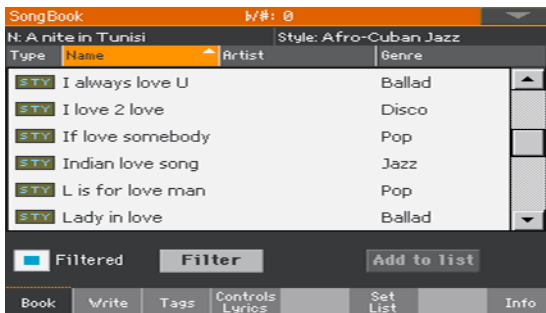 SongBook ♭/#: 0
N: A nite in Tunisi Style: Afro-Cuban Jazz
Type Name Artist Genre
STY I always love U Ballad
STY I love 2 love Disco
STY If love somebody Pop
STY Indian love song Jazz
STY L is for love man Pop
STY Lady in love Ballad
Filtered Filter Add to list
Book Write Tags Controls Lyrics Set List Info